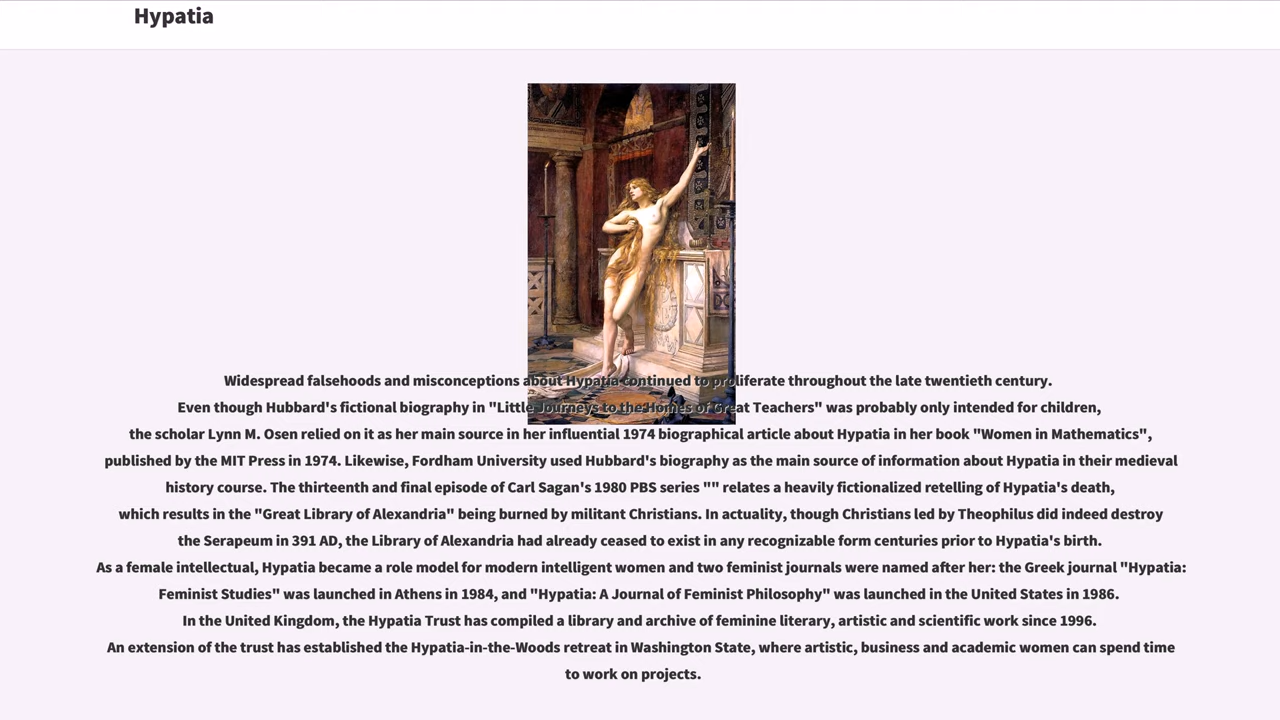 Hypatia
Widespread falsehoods and misconceptions about Hypatia continued to proliferate throughout the late twentieth century.
Even though Hubbard's fictional biography in "Little Journeys to the Homes of Great Teachers" was probably only intended for children,
the scholar Lynn M. Osen relied on it as her main source in her influential 1974 biographical article about Hypatia in her book "Women in Mathematics",
published by the MIT Press in 1974. Likewise, Fordham University used Hubbard's biography as the main source of information about Hypatia in their medieval
history course. The thirteenth and final episode of Carl Sagan's 1980 PBS series "" relates a heavily fictionalized retelling of Hypatia's death,
which results in the "Great Library of Alexandria" being burned by militant Christians. In actuality, though Christians led by Theophilus did indeed destroy
the Serapeum in 391 AD, the Library of Alexandria had already ceased to exist in any recognizable form centuries prior to Hypatia's birth.
As a female intellectual, Hypatia became a role model for modern intelligent women and two feminist journals were named after her: the Greek journal "Hypatia:
Feminist Studies" was launched in Athens in 1984, and "Hypatia: A Journal of Feminist Philosophy" was launched in the United States in 1986.
In the United Kingdom, the Hypatia Trust has compiled a library and archive of feminine literary, artistic and scientific work since 1996.
An extension of the trust has established the Hypatia-in-the-Woods retreat in Washington State, where artistic, business and academic women can spend time
to work on projects.